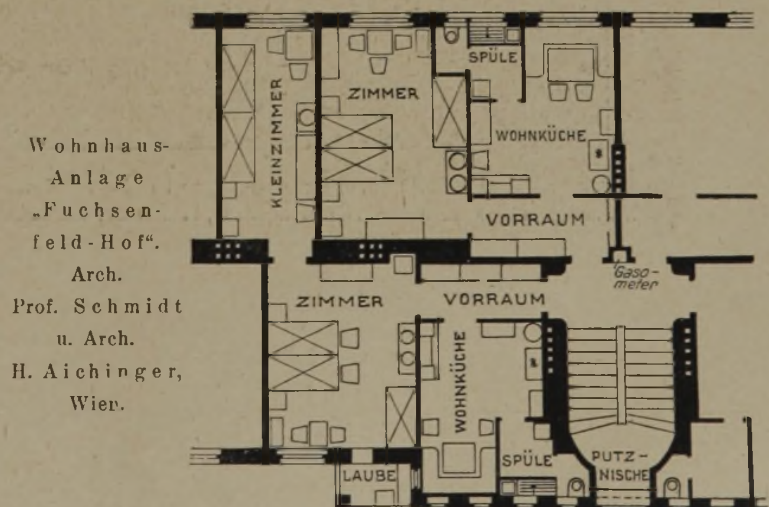 Wohnhaus-
Anlage
„Fuchsen-
feld-Hof“.
Arch.
Prof. Schmidt
u. Arch.
H. Aichinger,
Wien.
KLEINZIMMER
ZIMMER
SPÜLE
WOHNKÜCHE
VORRAUM
Gaso-
meter
ZIMMER
VORRAUM
WOHNKÜCHE
LAUBE
SPÜLE
PUTZ-
NISCHE